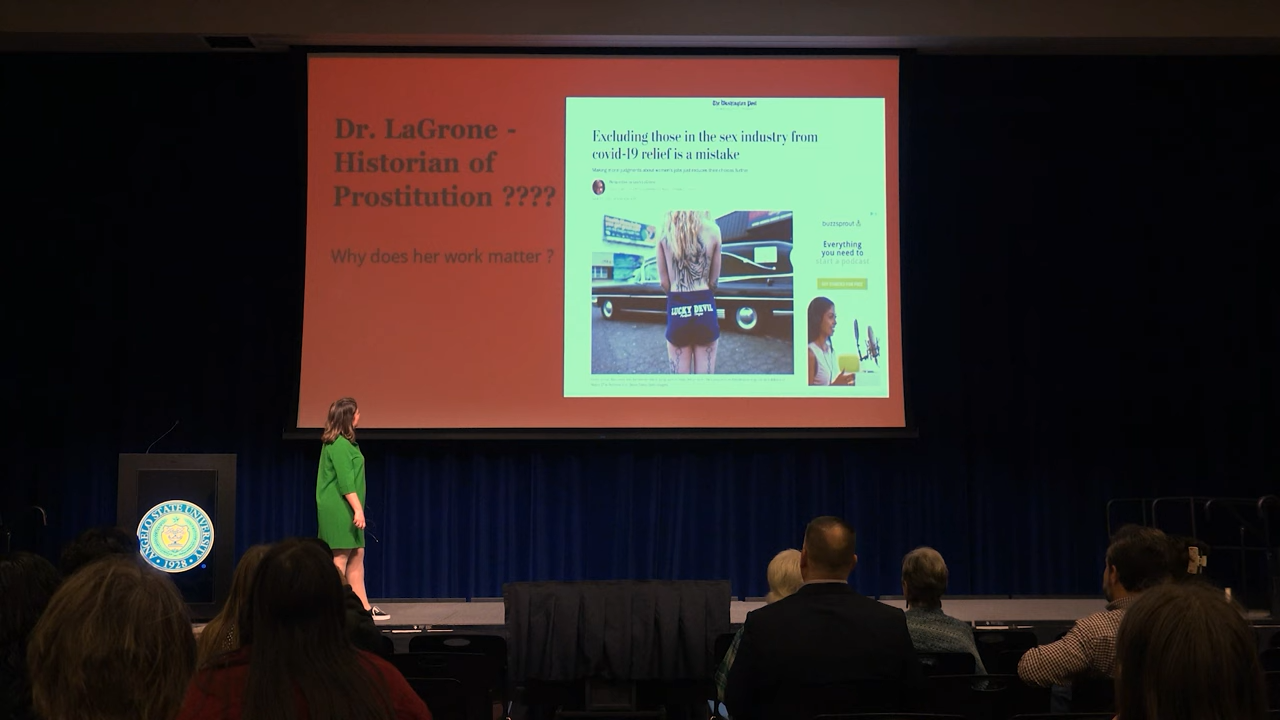 Dr. LaGrone -
Historian of
Prostitution ????
Why does her work matter ?
The Washington Post
Excluding those in the sex industry from
covid-19 relief is a mistake
LUCKY DEVIL
buzzsprout
Everything
you need to
start a podcast
ANGELO STATE UNIVERSITY
1928